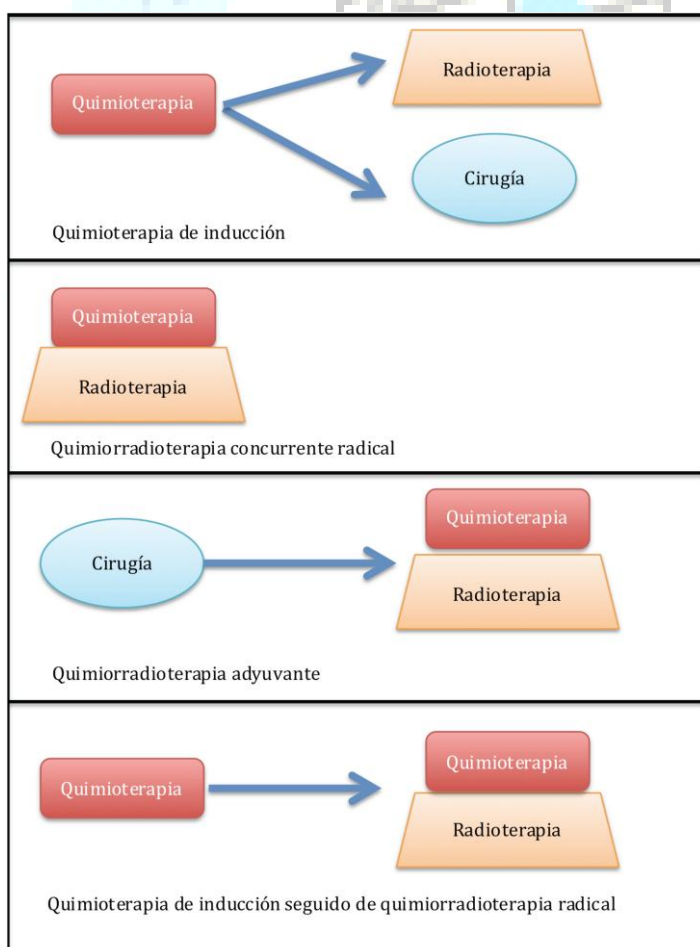 Quimioterapia
Radioterapia
Cirugía
Quimioterapia de inducción
Quimioterapia
Radioterapia
Quimiorradioterapia concurrente radical
Cirugía
Quimioterapia
Radioterapia
Quimiorradioterapia adyuvante
Quimioterapia
Quimioterapia
Radioterapia
Quimioterapia de inducción seguido de quimiorradioterapia radical